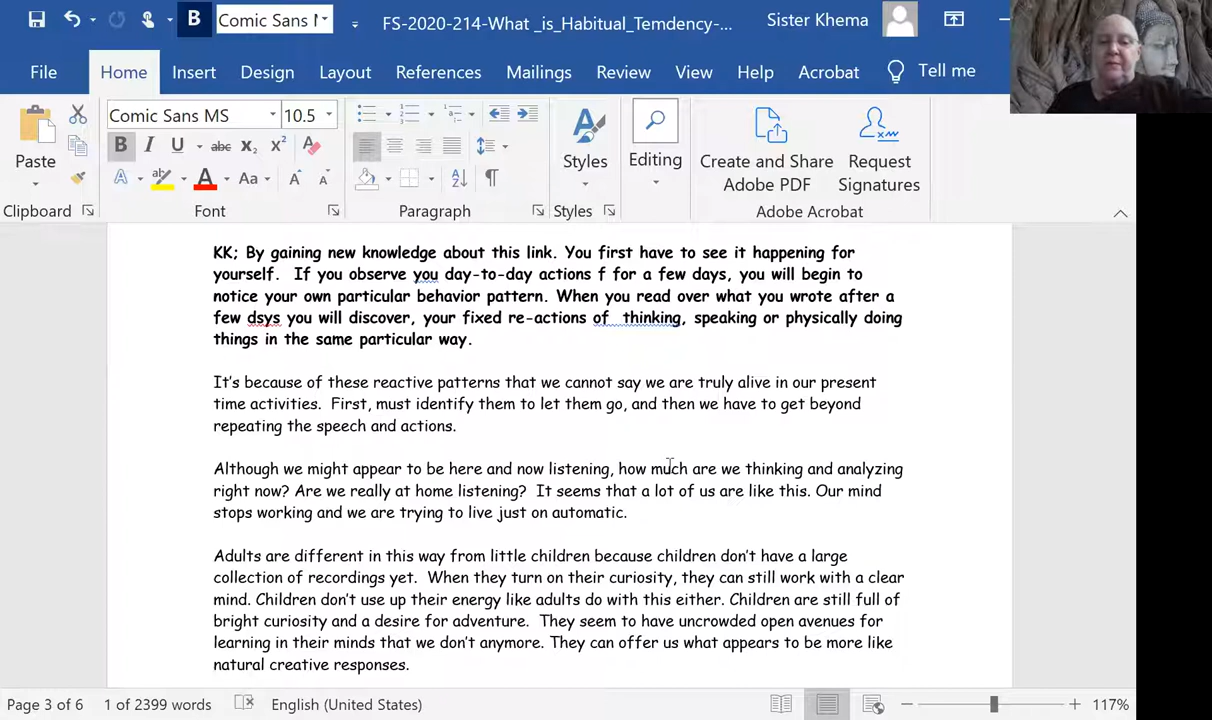 Comic Sans M
FS-2020-214-What _is_Habitual_Temdency-...
Sister Khema
File Home Insert Design Layout References Mailings Review View Help Acrobat Tell me
Comic Sans MS 10.5
Paste
Styles
Editing
Create and Share
Adobe PDF
Request
Signatures
Clipboard Font Paragraph Styles Adobe Acrobat
KK; By gaining new knowledge about this link. You first have to see it happening for
yourself. If you observe you day-to-day actions f for a few days, you will begin to
notice your own particular behavior pattern. When you read over what you wrote after a
few dsys you will discover, your fixed re-actions of thinking, speaking or physically doing
things in the same particular way.
It's because of these reactive patterns that we cannot say we are truly alive in our present
time activities. First, must identify them to let them go, and then we have to get beyond
repeating the speech and actions.
Although we might appear to be here and now listening, how much are we thinking and analyzing
right now? Are we really at home listening? It seems that a lot of us are like this. Our mind
stops working and we are trying to live just on automatic.
Adults are different in this way from little children because children don't have a large
collection of recordings yet. When they turn on their curiosity, they can still work with a clear
mind. Children don't use up their energy like adults do with this either. Children are still full of
bright curiosity and a desire for adventure. They seem to have uncrowded open avenues for
learning in their minds that we don't anymore. They can offer us what appears to be more like
natural creative responses.
Page 3 of 6 1 of 2399 words English (United States) 117%